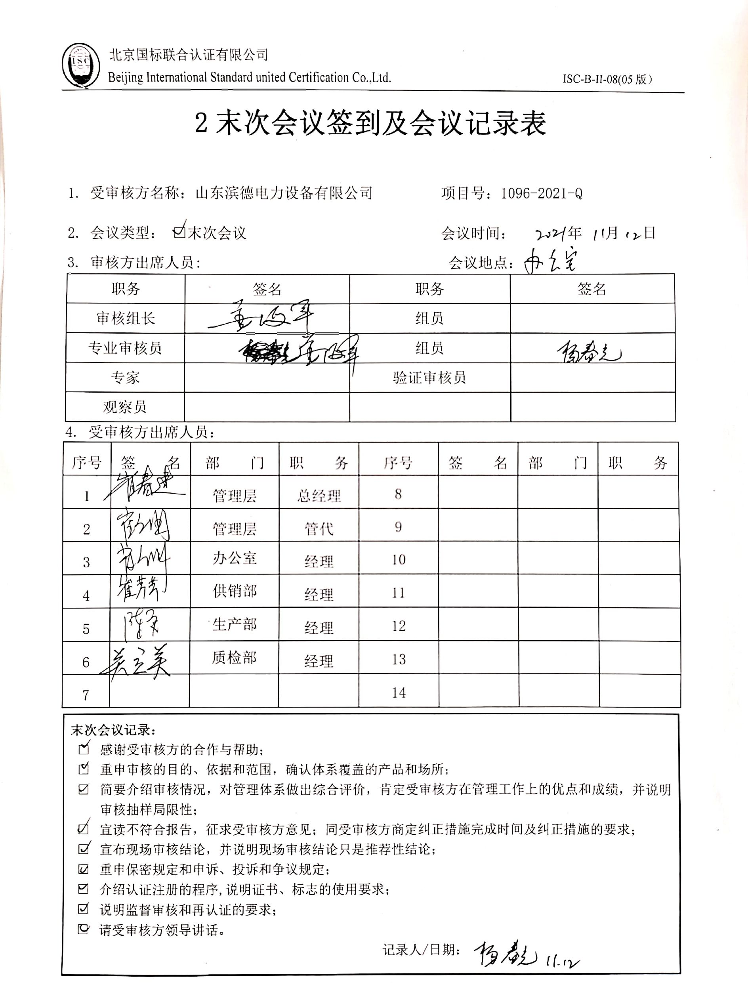 ISC
北京国标联合认证有限公司
Beijing International Standard united Certification Co.,Ltd.
ISC-B-II-08(05 版）
2 末次会议签到及会议记录表
1. 受审核方名称：山东滨德电力设备有限公司 项目号：1096-2021-Q
2. 会议类型： ☑末次会议 会议时间： 2021年 11月 12日
3. 审核方出席人员： 会议地点：办公室
职务 签名 职务 签名
审核组长 组员
专业审核员 组员 杨春光
专家 验证审核员
观察员
4. 受审核方出席人员：
序号 签 名 部 门 职 务 序号 签 名 部 门 职 务
1 管理层 总经理 8
2 管理层 管代 9
3 办公室 经理 10
4 崔芳芳 供销部 经理 11
5 生产部 经理 12
6 质检部 经理 13
7 14
末次会议记录：
☑ 感谢受审核方的合作与帮助；
☑ 重申审核的目的、依据和范围，确认体系覆盖的产品和场所；
☑ 简要介绍审核情况，对管理体系做出综合评价，肯定受审核方在管理工作上的优点和成绩，并说明
审核抽样局限性；
☑ 宣读不符合报告，征求受审核方意见；同受审核方商定纠正措施完成时间及纠正措施的要求；
☑ 宣布现场审核结论，并说明现场审核结论只是推荐性结论；
☑ 重申保密规定和申诉、投诉和争议规定；
☑ 介绍认证注册的程序,说明证书、标志的使用要求；
☑ 说明监督审核和再认证的要求；
☑ 请受审核方领导讲话。
记录人/日期： 杨春光 11.12